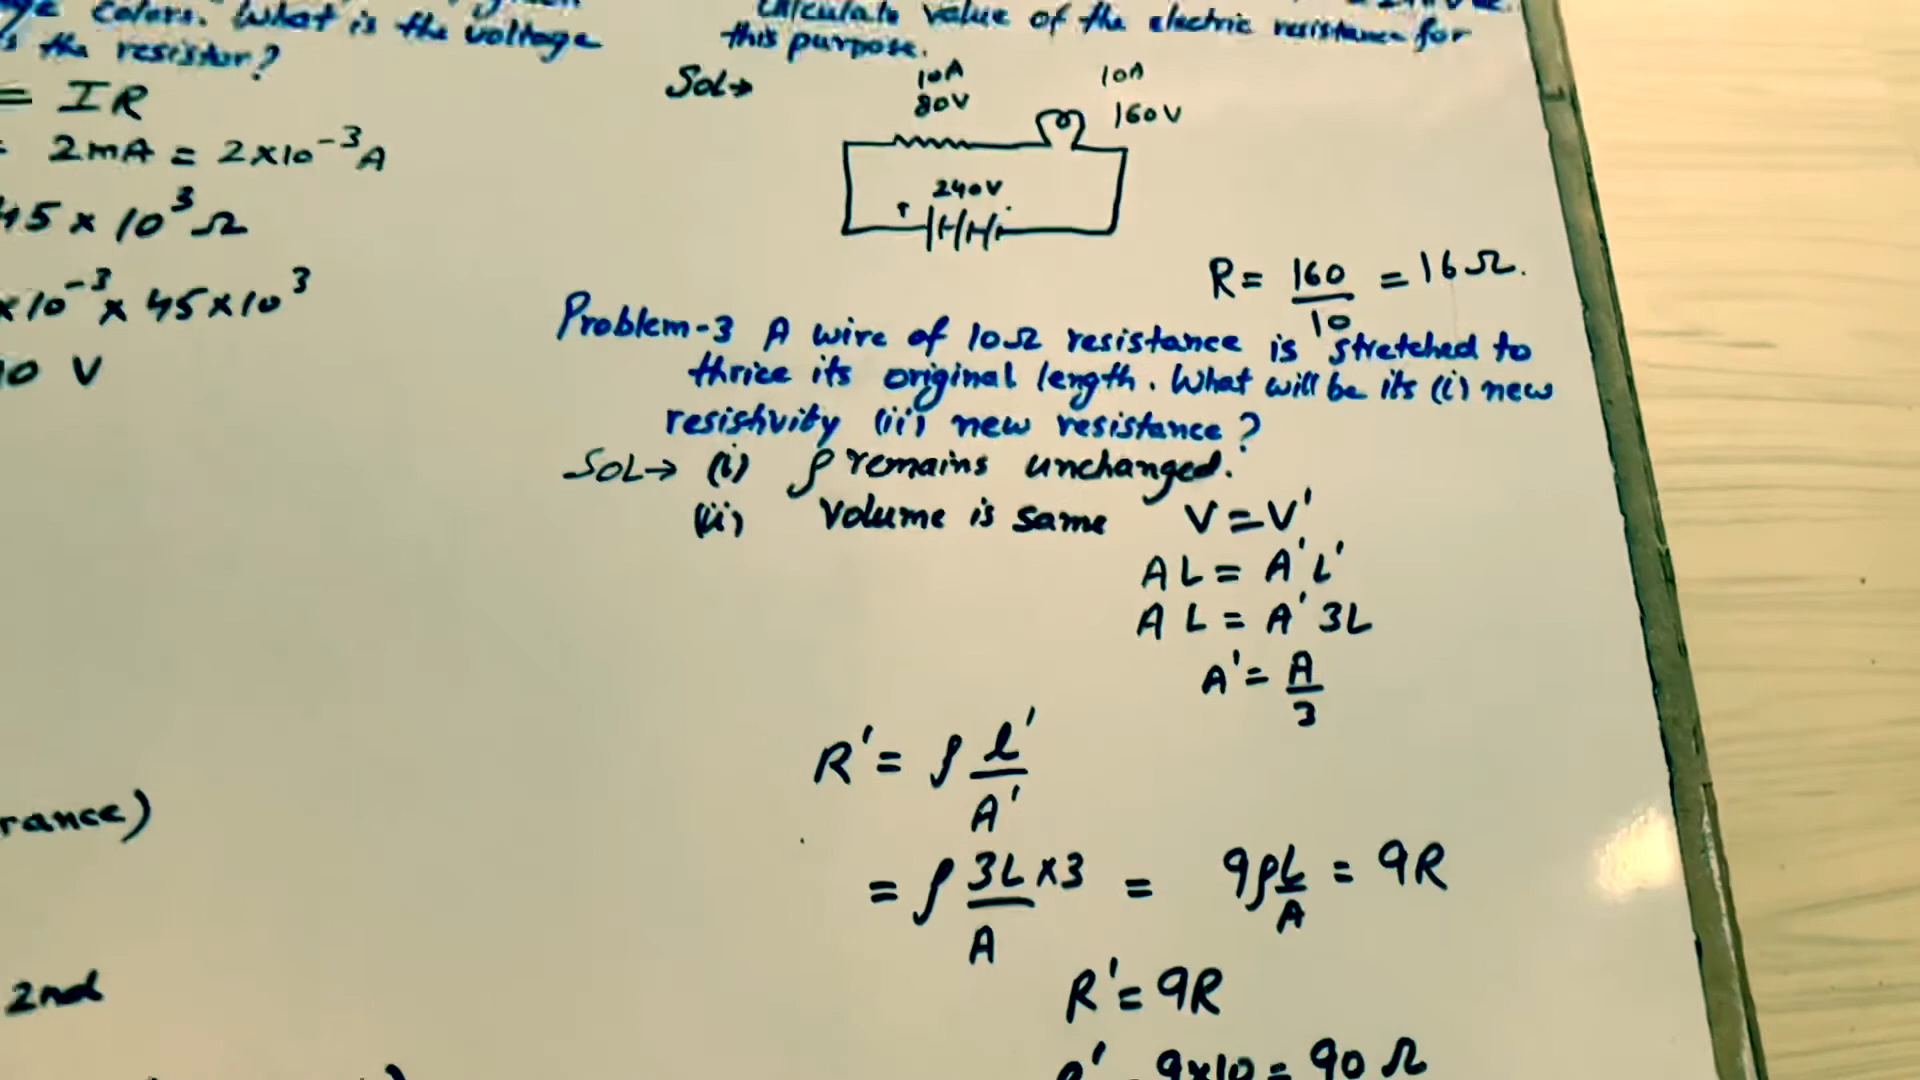 colors. What is the voltage
s the resistor?
= IR
2mA = 2×10⁻³A
45 × 10³ Ω
×10⁻³ × 45×10³
V
rance)
2nd
Calculate value of the electric resistance for
this purpose.
Sol→
10A
80V
10A
160V
240V
R = 160/10 = 16Ω.
Problem-3 A wire of 10Ω resistance is stretched to
thrice its original length. What will be its (i) new
resistivity (ii) new resistance?
SOL→ (i) ρ remains unchanged.
(ii) Volume is same V = V'
AL = A'L'
AL = A' 3L
A' = A/3
R' = ρ l'/A'
= ρ 3L×3/A = 9ρL/A = 9R
R' = 9R
9×10 = 90 Ω